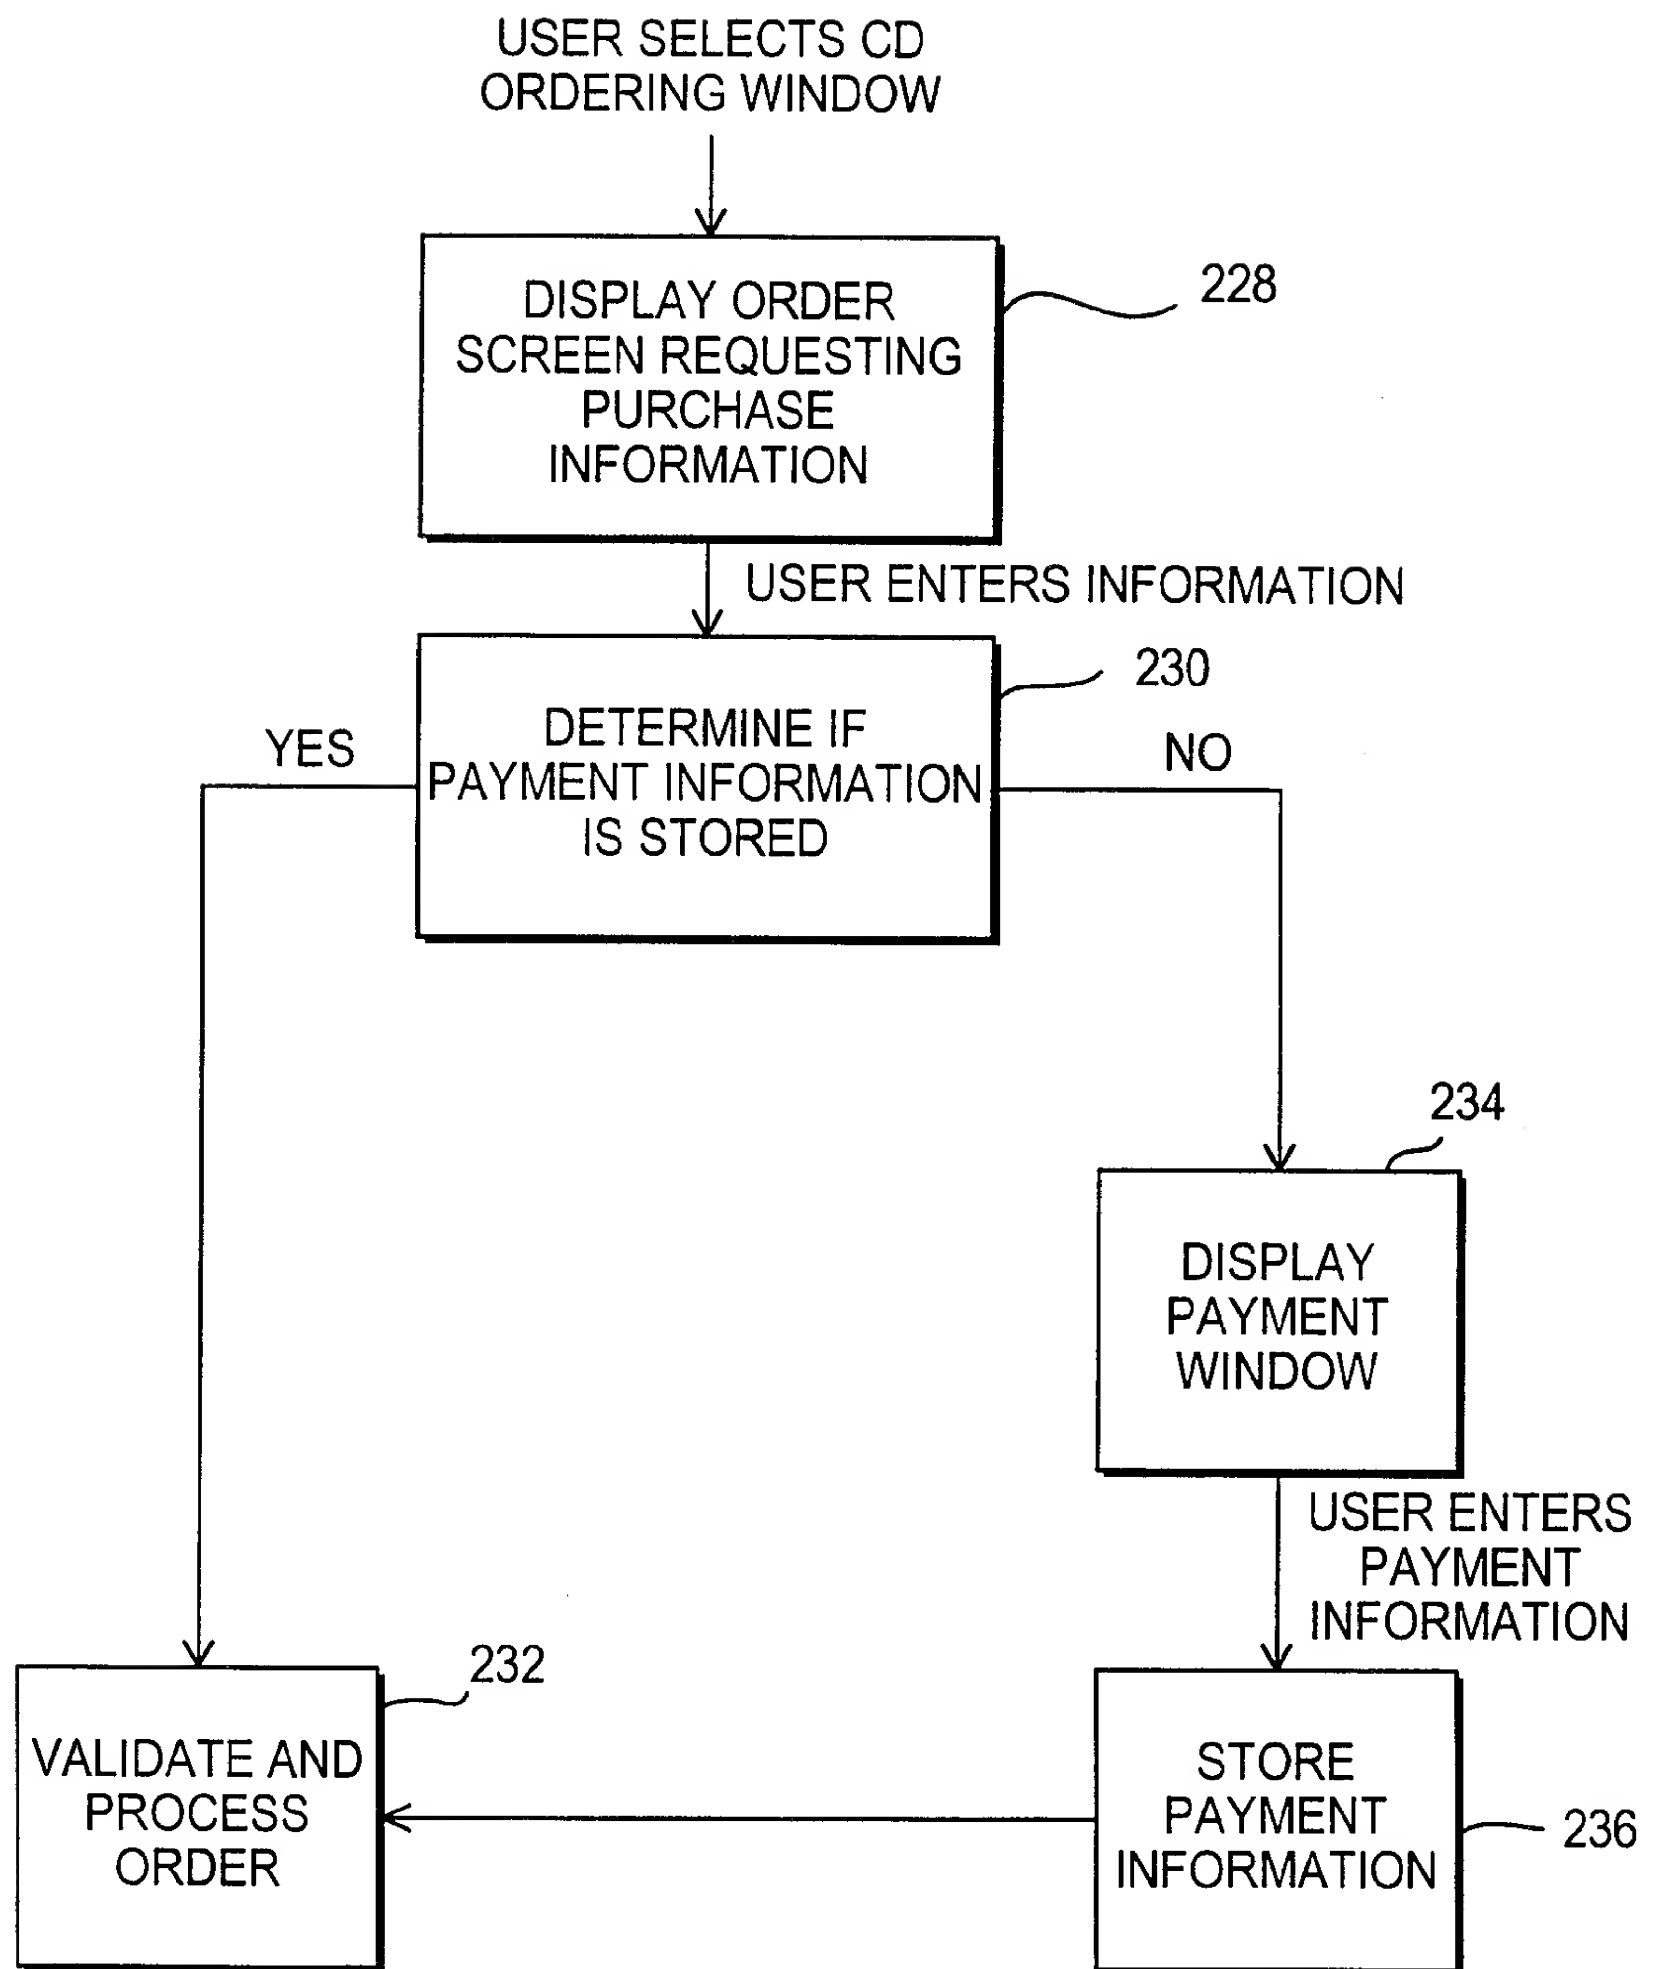 USER SELECTS CD
ORDERING WINDOW
228
DISPLAY ORDER
SCREEN REQUESTING
PURCHASE
INFORMATION
USER ENTERS INFORMATION
230
YES
NO
DETERMINE IF
PAYMENT INFORMATION
IS STORED
234
DISPLAY
PAYMENT
WINDOW
USER ENTERS
PAYMENT
INFORMATION
232
VALIDATE AND
PROCESS
ORDER
STORE
PAYMENT
INFORMATION
236